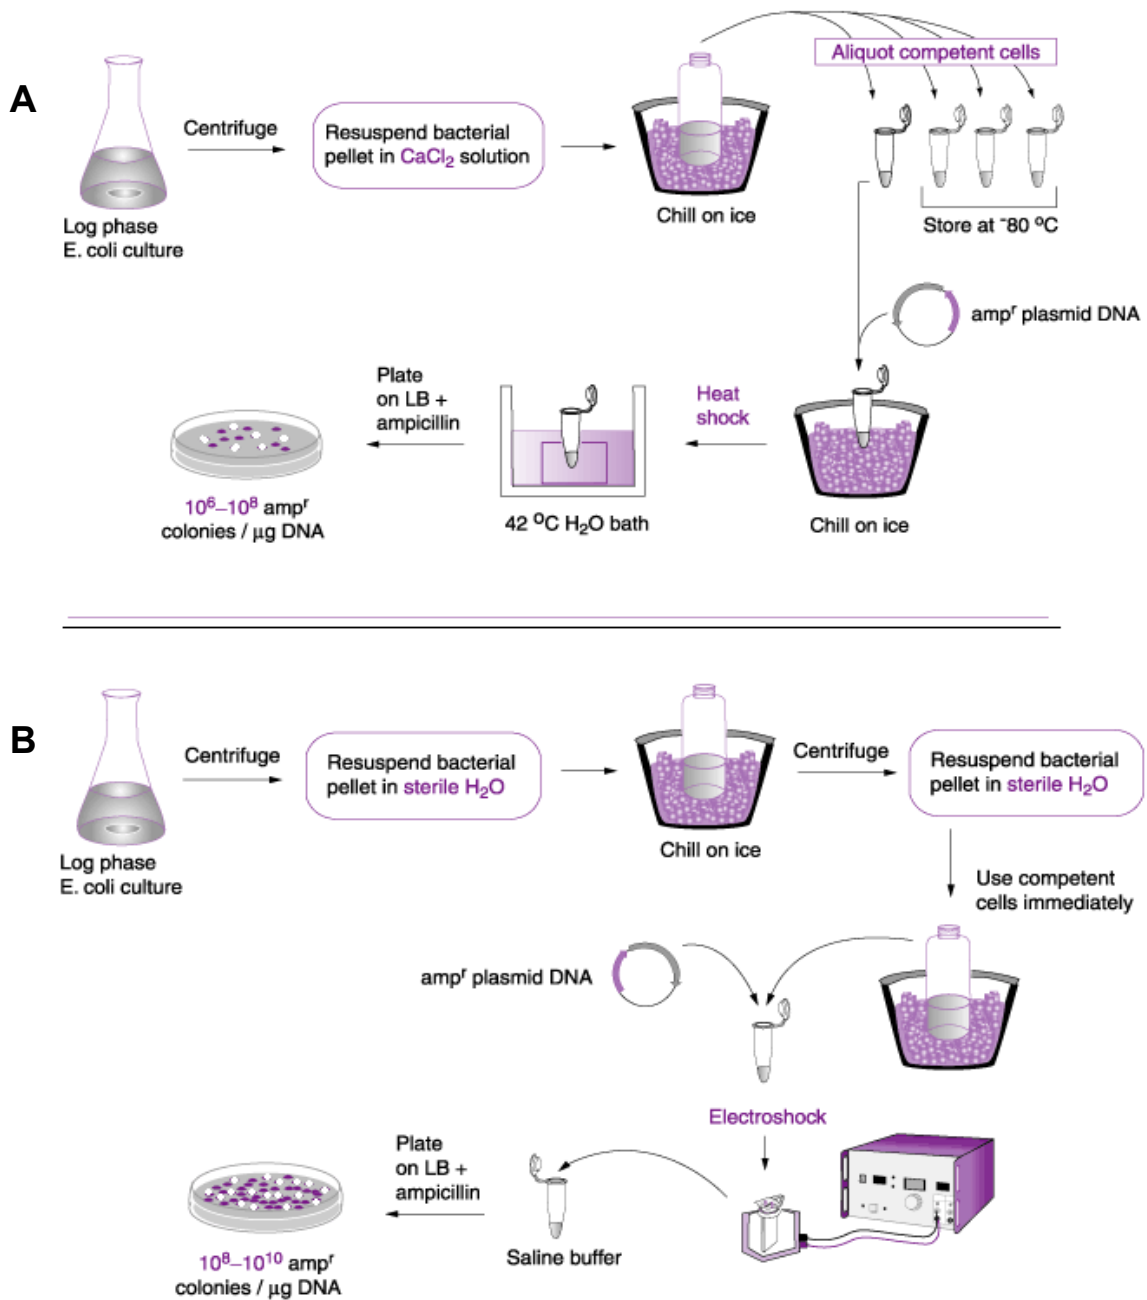 A
Aliquot competent cells
Centrifuge
Resuspend bacterial
pellet in CaCl₂ solution
Log phase
E. coli culture
Chill on ice
Store at ⁻80 ºC
ampʳ plasmid DNA
Plate
on LB +
ampicillin
Heat
shock
10⁶–10⁸ ampʳ
colonies / µg DNA
42 ºC H₂O bath
Chill on ice
B
Centrifuge
Resuspend bacterial
pellet in sterile H₂O
Centrifuge
Resuspend bacterial
pellet in sterile H₂O
Log phase
E. coli culture
Chill on ice
Use competent
cells immediately
ampʳ plasmid DNA
Electroshock
Plate
on LB +
ampicillin
Saline buffer
10⁸–10¹⁰ ampʳ
colonies / µg DNA